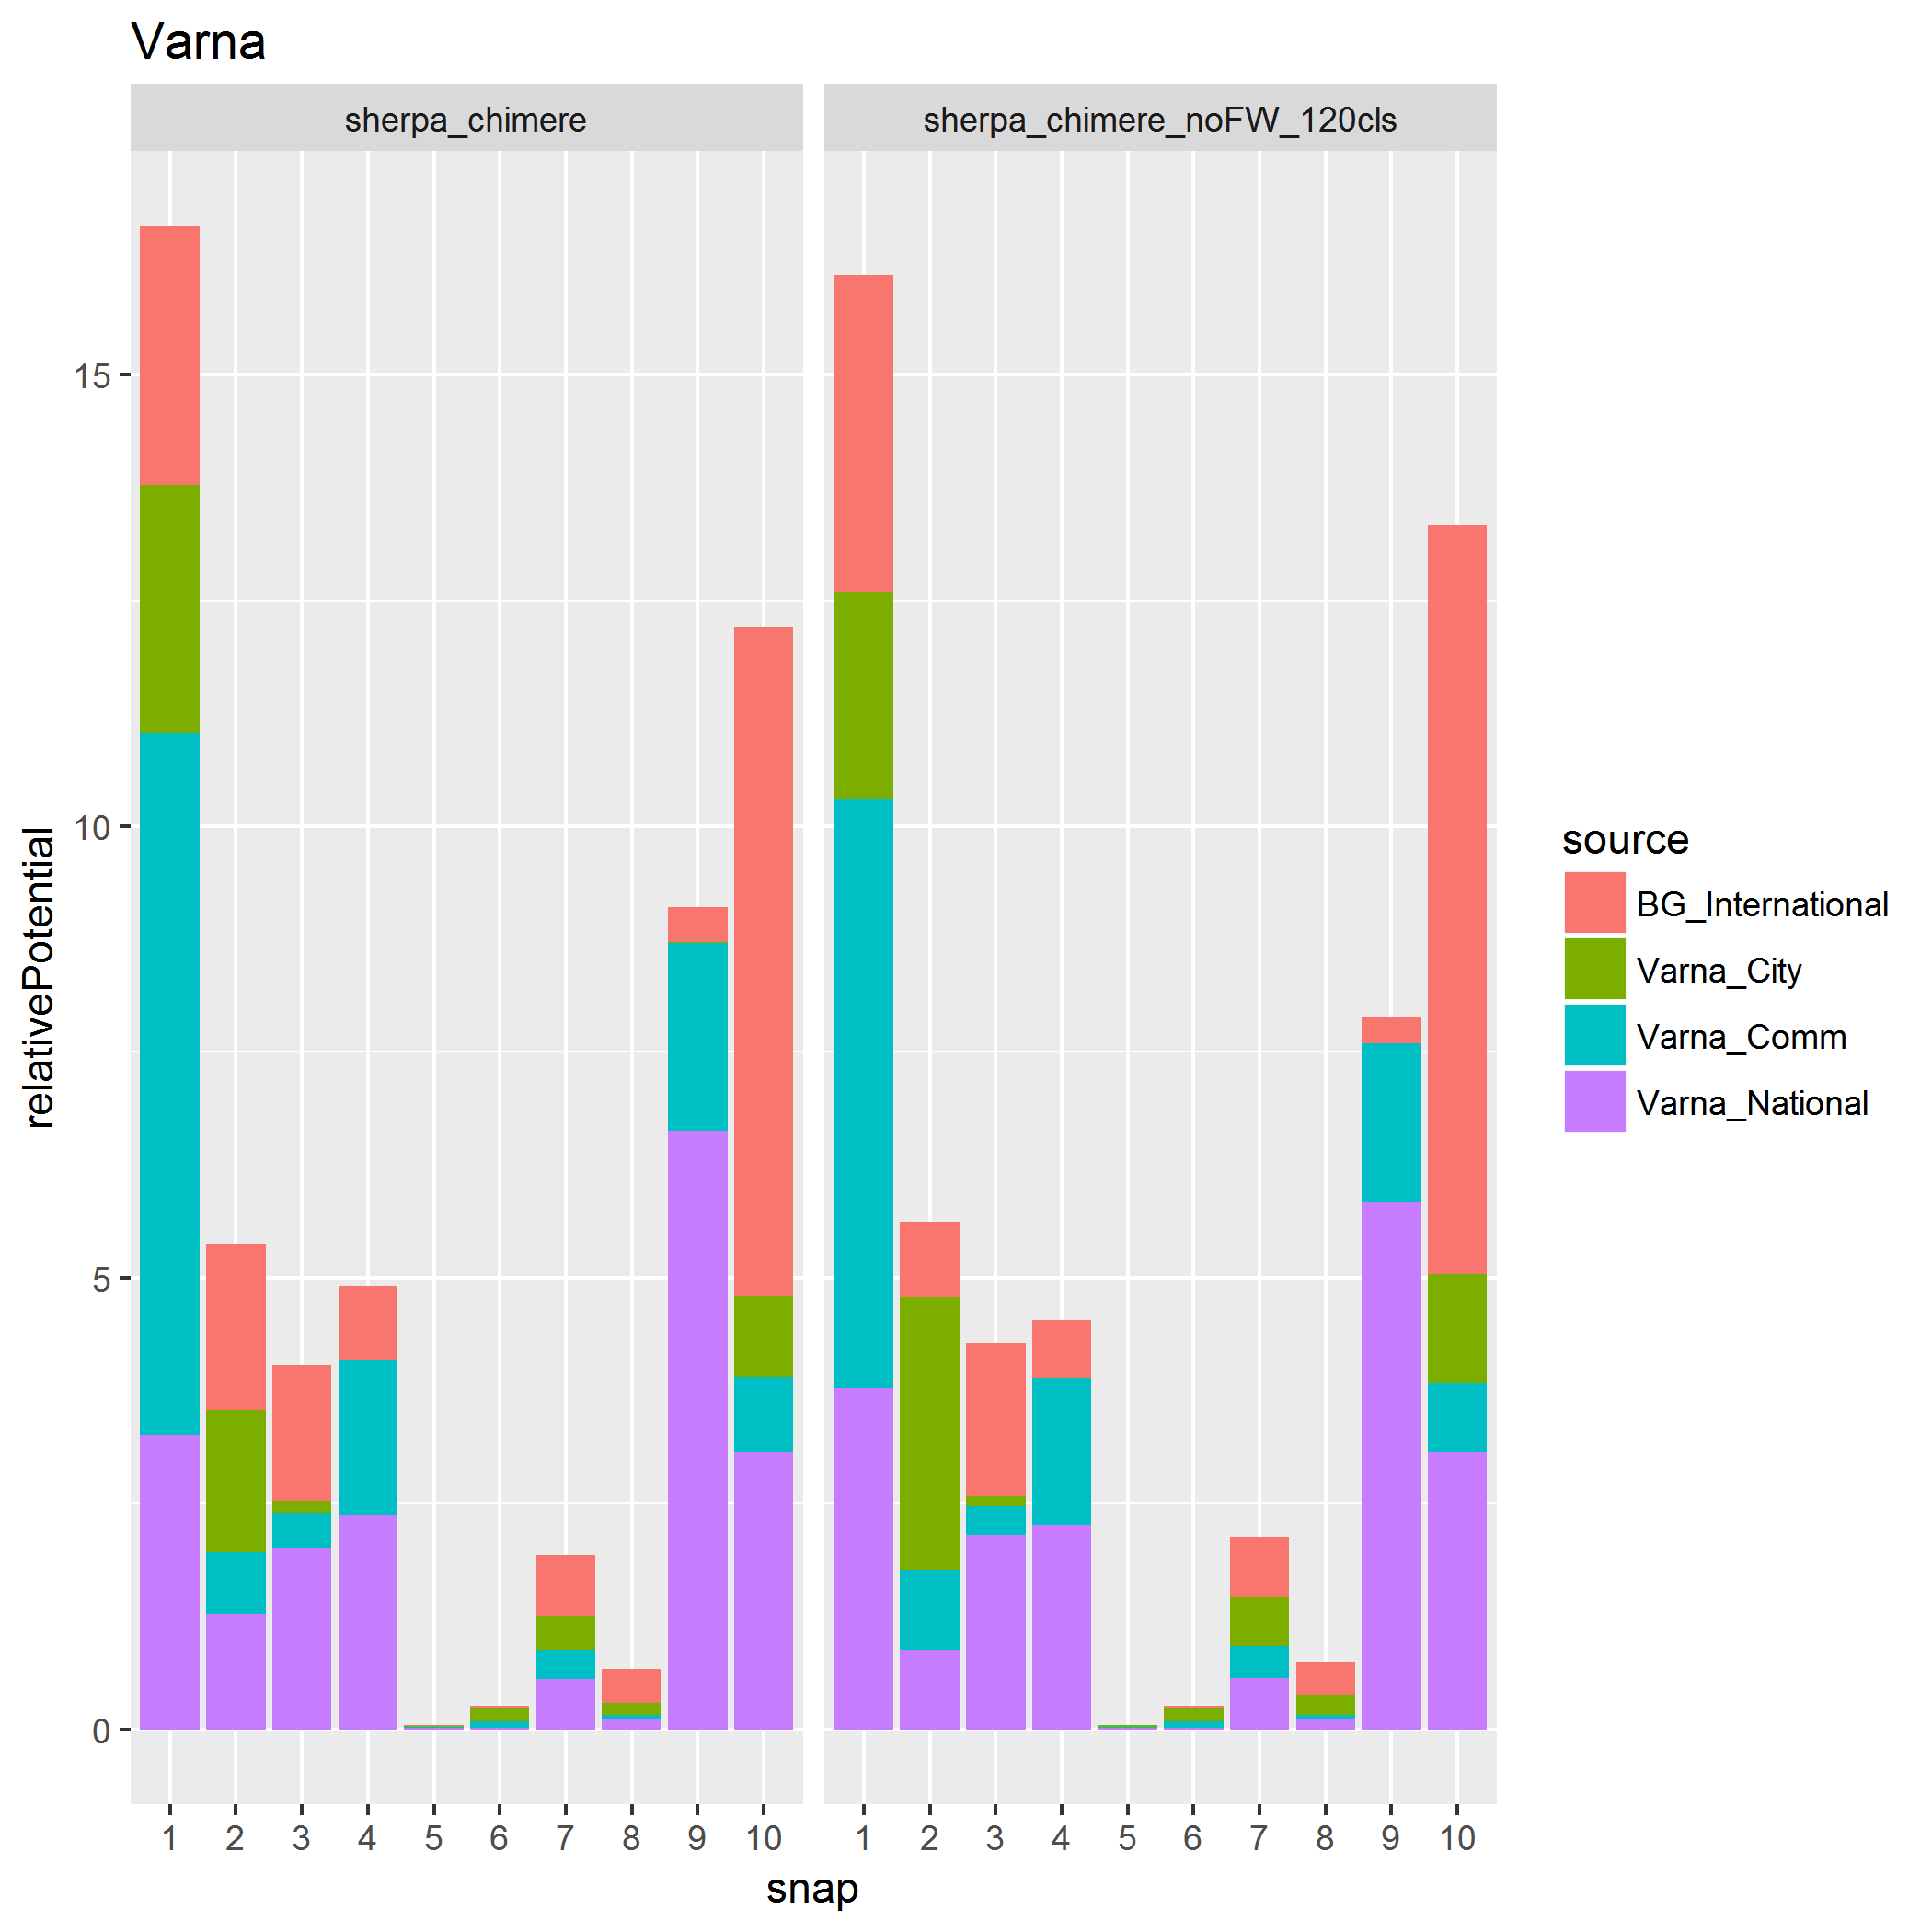 Varna
sherpa_chimere
sherpa_chimere_noFW_120cls
relativePotential
15
10
5
0
1 2 3 4 5 6 7 8 9 10
1 2 3 4 5 6 7 8 9 10
snap
source
BG_International
Varna_City
Varna_Comm
Varna_National